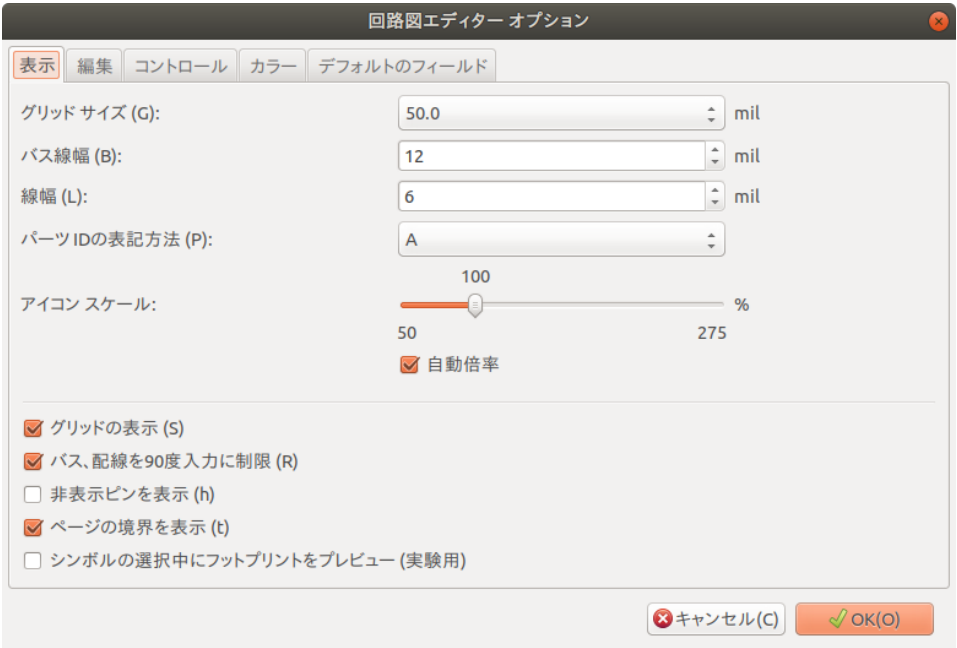 回路図エディター オプション
表示 編集 コントロール カラー デフォルトのフィールド
グリッド サイズ (G): 50.0 mil
バス線幅 (B): 12 mil
線幅 (L): 6 mil
パーツ IDの表記方法 (P): A
100
アイコン スケール: %
50 275
自動倍率
グリッドの表示 (S)
バス、配線を90度入力に制限 (R)
非表示ピンを表示 (h)
ページの境界を表示 (t)
シンボルの選択中にフットプリントをプレビュー (実験用)
キャンセル(C) OK(O)